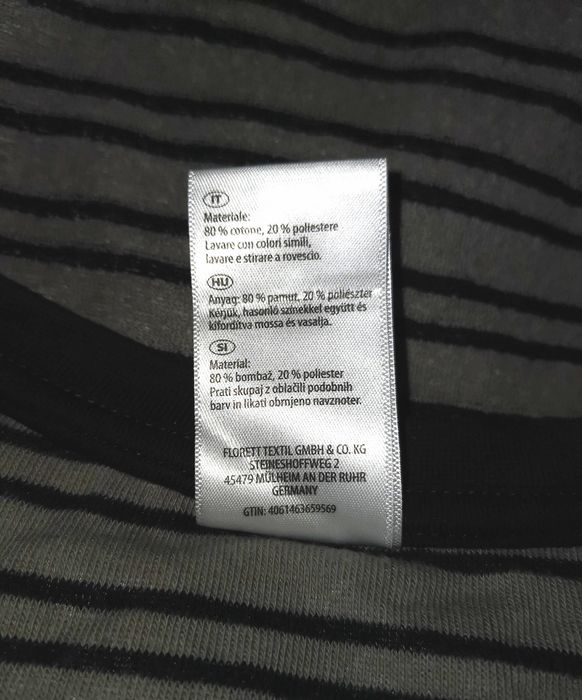 IT
Materiale:
80 % cotone, 20 % poliestere
Lavare con colori simili,
lavare e stirare a rovescio.
HU
Anyag: 80 % pamut, 20 % poliészter
Kérjük, hasonló színekkel együtt és
kifordítva mossa és vasalja.
SI
Material:
80 % bombaž, 20 % poliester
Prati skupaj z oblačili podobnih
barv in likati obrnjeno navznoter.
FLORETT TEXTIL GMBH & CO. KG
STEINESHOFFWEG 2
45479 MÜLHEIM AN DER RUHR
GERMANY
GTIN: 4061463659569